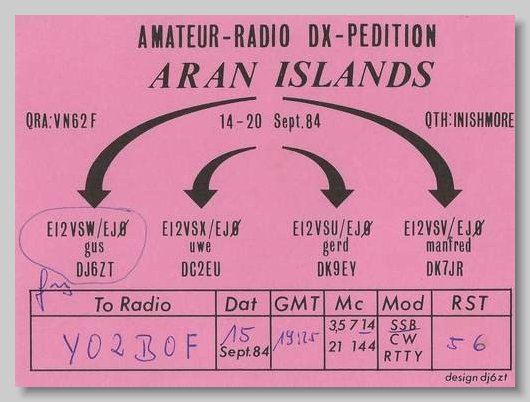 AMATEUR-RADIO DX-PEDITION
ARAN ISLANDS
QRA:VN62F 14-20 Sept.84 QTH:INISHMORE
EI2VSW/EJØ EI2VSX/EJØ EI2VSU/EJØ EI2VSV/EJØ
gus uwe gerd manfred
DJ6ZT DC2EU DK9EY DK7JR
To Radio Dat GMT Mc Mod RST
YO2BOF 15 Sept.84 19:25 3,5 7 14 21 144 SSB CW RTTY 5 6
design dj6zt